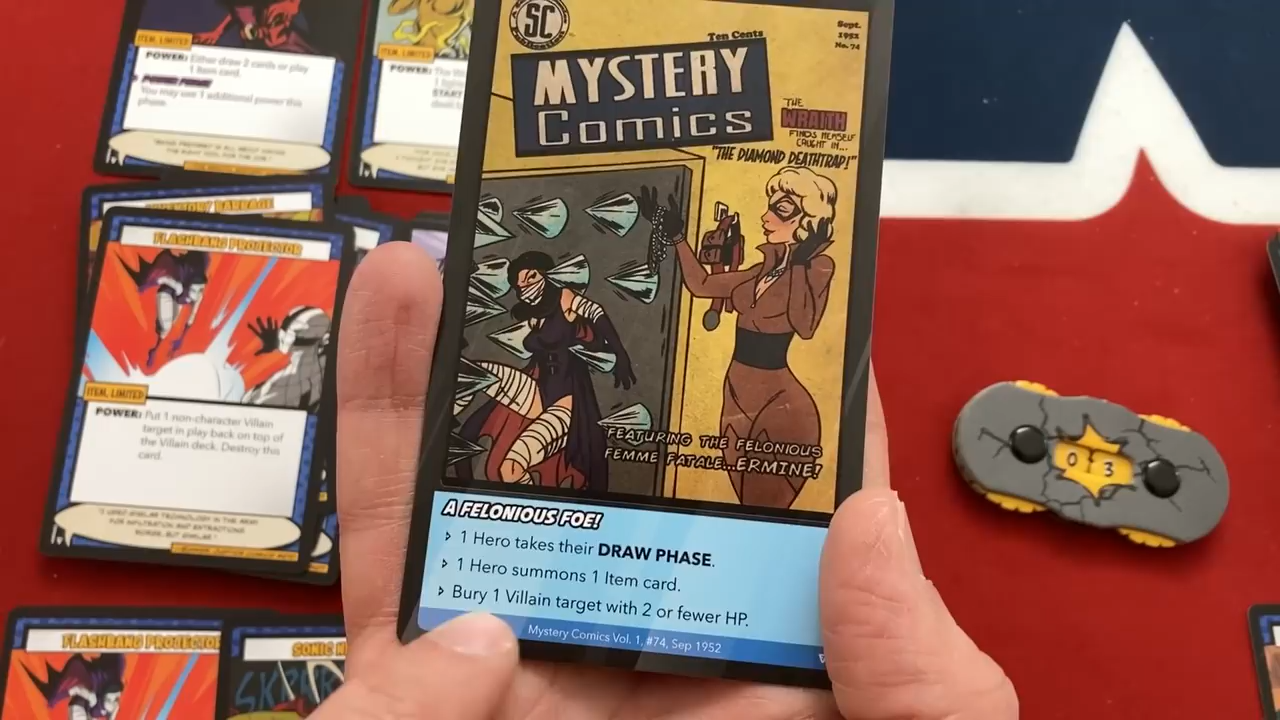 ITEM, LIMITED
POWER: Either draw 2 cards or play
1 Item card.
You may use 1 additional power this
phase.
ITEM, LIMITED
POWER:
FLASHBANG PROJECTOR
ITEM, LIMITED
POWER: Put 1 non-character Villain
target in play back on top of
the Villain deck. Destroy this
card.
FLASHBANG PROJECTOR
SONIC
SC
Ten Cents
Sept.
1952
No. 74
MYSTERY
Comics
THE
WRAITH
FINDS HERSELF
CAUGHT IN...
"THE DIAMOND DEATHTRAP!"
FEATURING THE FELONIOUS
FEMME FATALE...ERMINE!
A FELONIOUS FOE!
1 Hero takes their DRAW PHASE.
1 Hero summons 1 Item card.
Bury 1 Villain target with 2 or fewer HP.
Mystery Comics Vol. 1, #74, Sep 1952
0 3